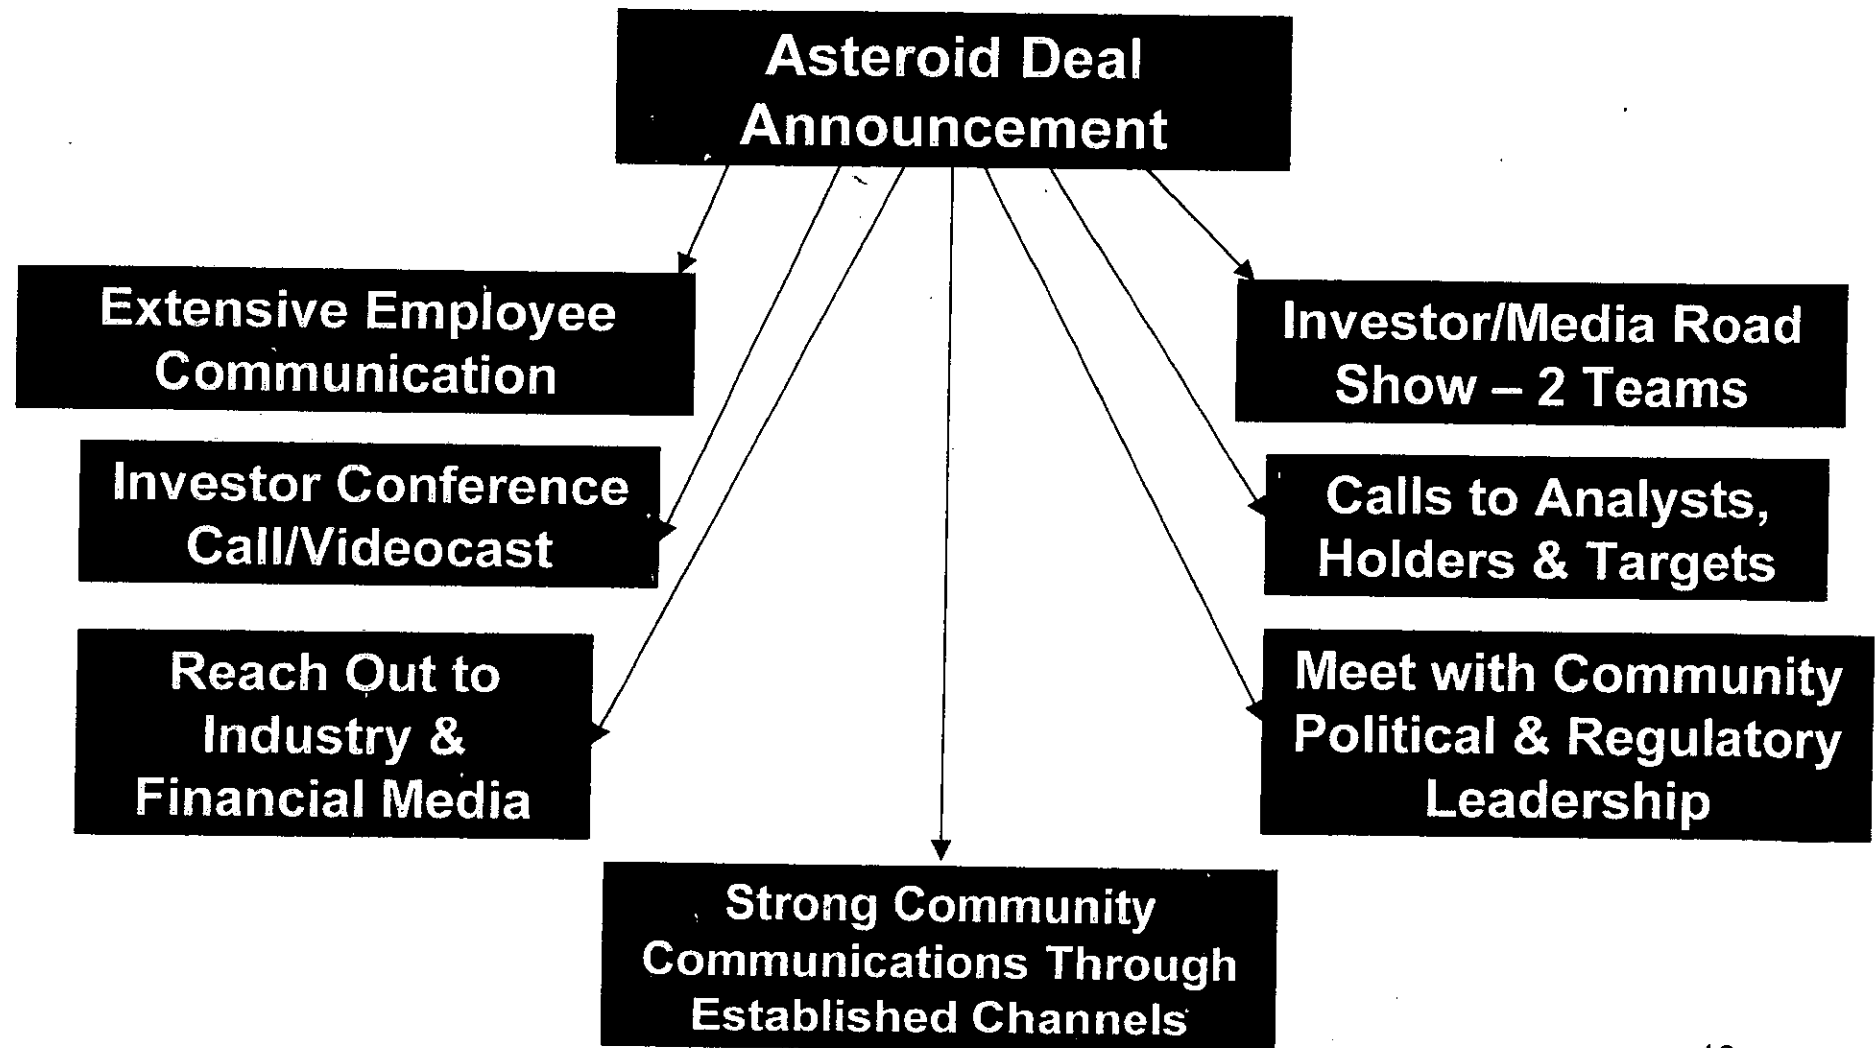 Asteroid Deal
Announcement
Extensive Employee
Communication
Investor Conference
Call/Videocast
Reach Out to
Industry &
Financial Media
Strong Community
Communications Through
Established Channels
Investor/Media Road
Show – 2 Teams
Calls to Analysts,
Holders & Targets
Meet with Community
Political & Regulatory
Leadership